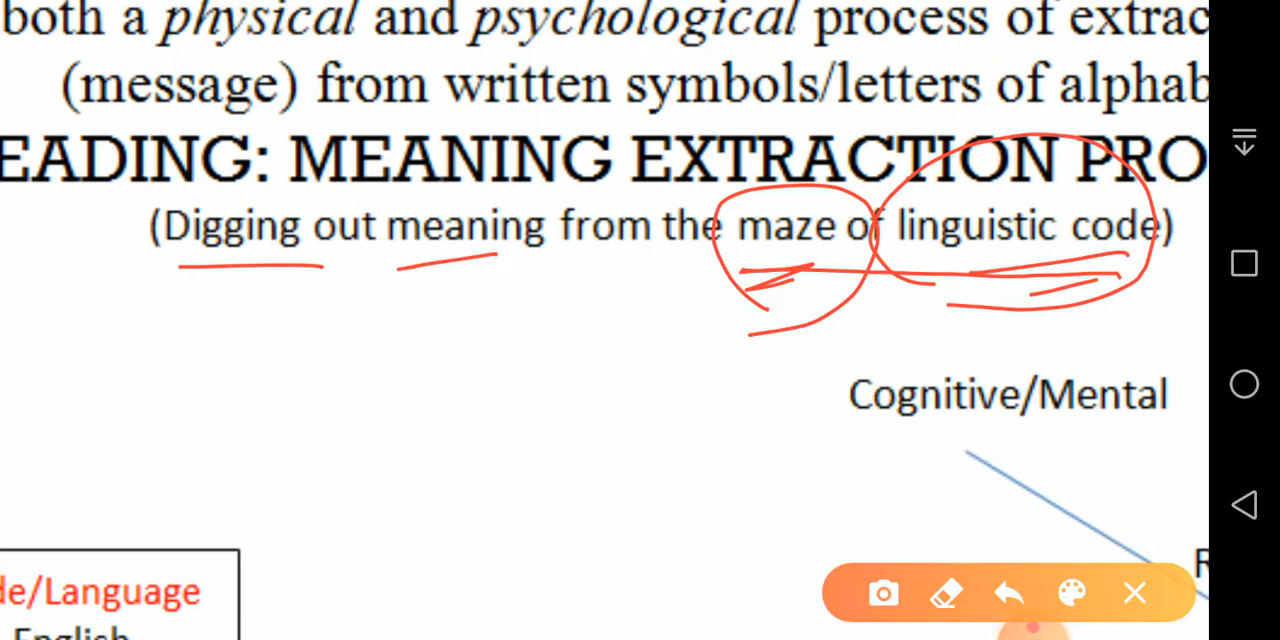 both a physical and psychological process of extrac
(message) from written symbols/letters of alphab
EADING: MEANING EXTRACTION PRO
(Digging out meaning from the maze of linguistic code)
Cognitive/Mental
R
de/Language
English